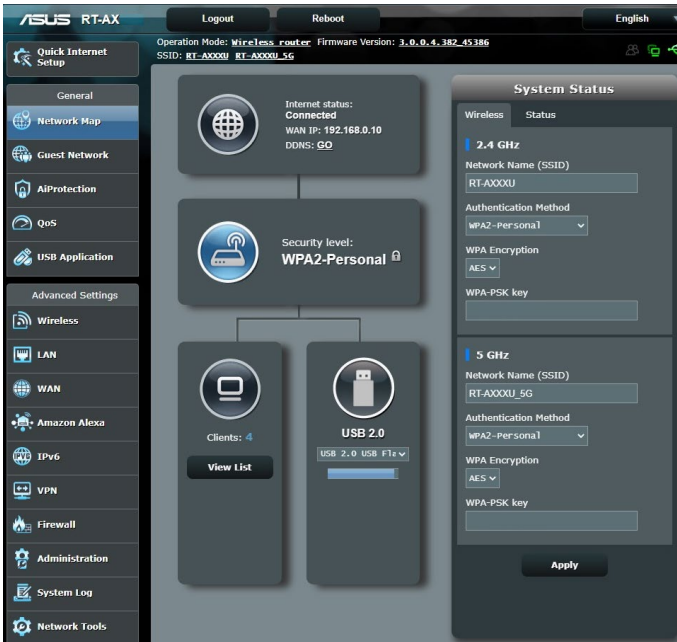 ASUS RT-AX
Logout
Reboot
English
Quick Internet
Setup
Operation Mode: Wireless router Firmware Version: 3.0.0.4.382_45386
SSID: RT-AXXXU RT-AXXXU_5G
General
Network Map
Guest Network
AiProtection
QoS
USB Application
Advanced Settings
Wireless
LAN
WAN
Amazon Alexa
IPv6
VPN
Firewall
Administration
System Log
Network Tools
Internet status:
Connected
WAN IP: 192.168.0.10
DDNS: GO
Security level:
WPA2-Personal
Clients: 4
View List
USB 2.0
USB 2.0 USB Fla
System Status
Wireless Status
2.4 GHz
Network Name (SSID)
RT-AXXXU
Authentication Method
WPA2-Personal
WPA Encryption
AES
WPA-PSK key
5 GHz
Network Name (SSID)
RT-AXXXU_5G
Authentication Method
WPA2-Personal
WPA Encryption
AES
WPA-PSK key
Apply